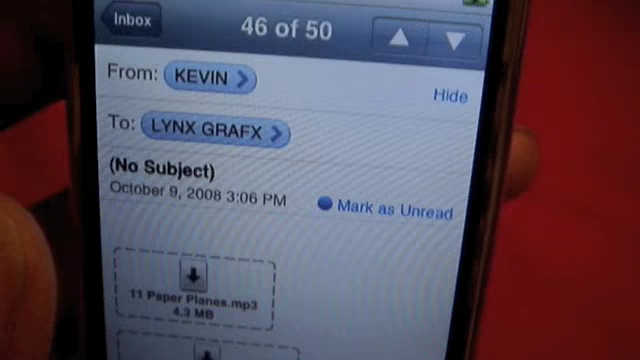 Inbox
46 of 50
From: KEVIN
Hide
To: LYNX GRAFX
(No Subject)
October 9, 2008 3:06 PM
Mark as Unread
11 Paper Planes.mp3
4.3 MB